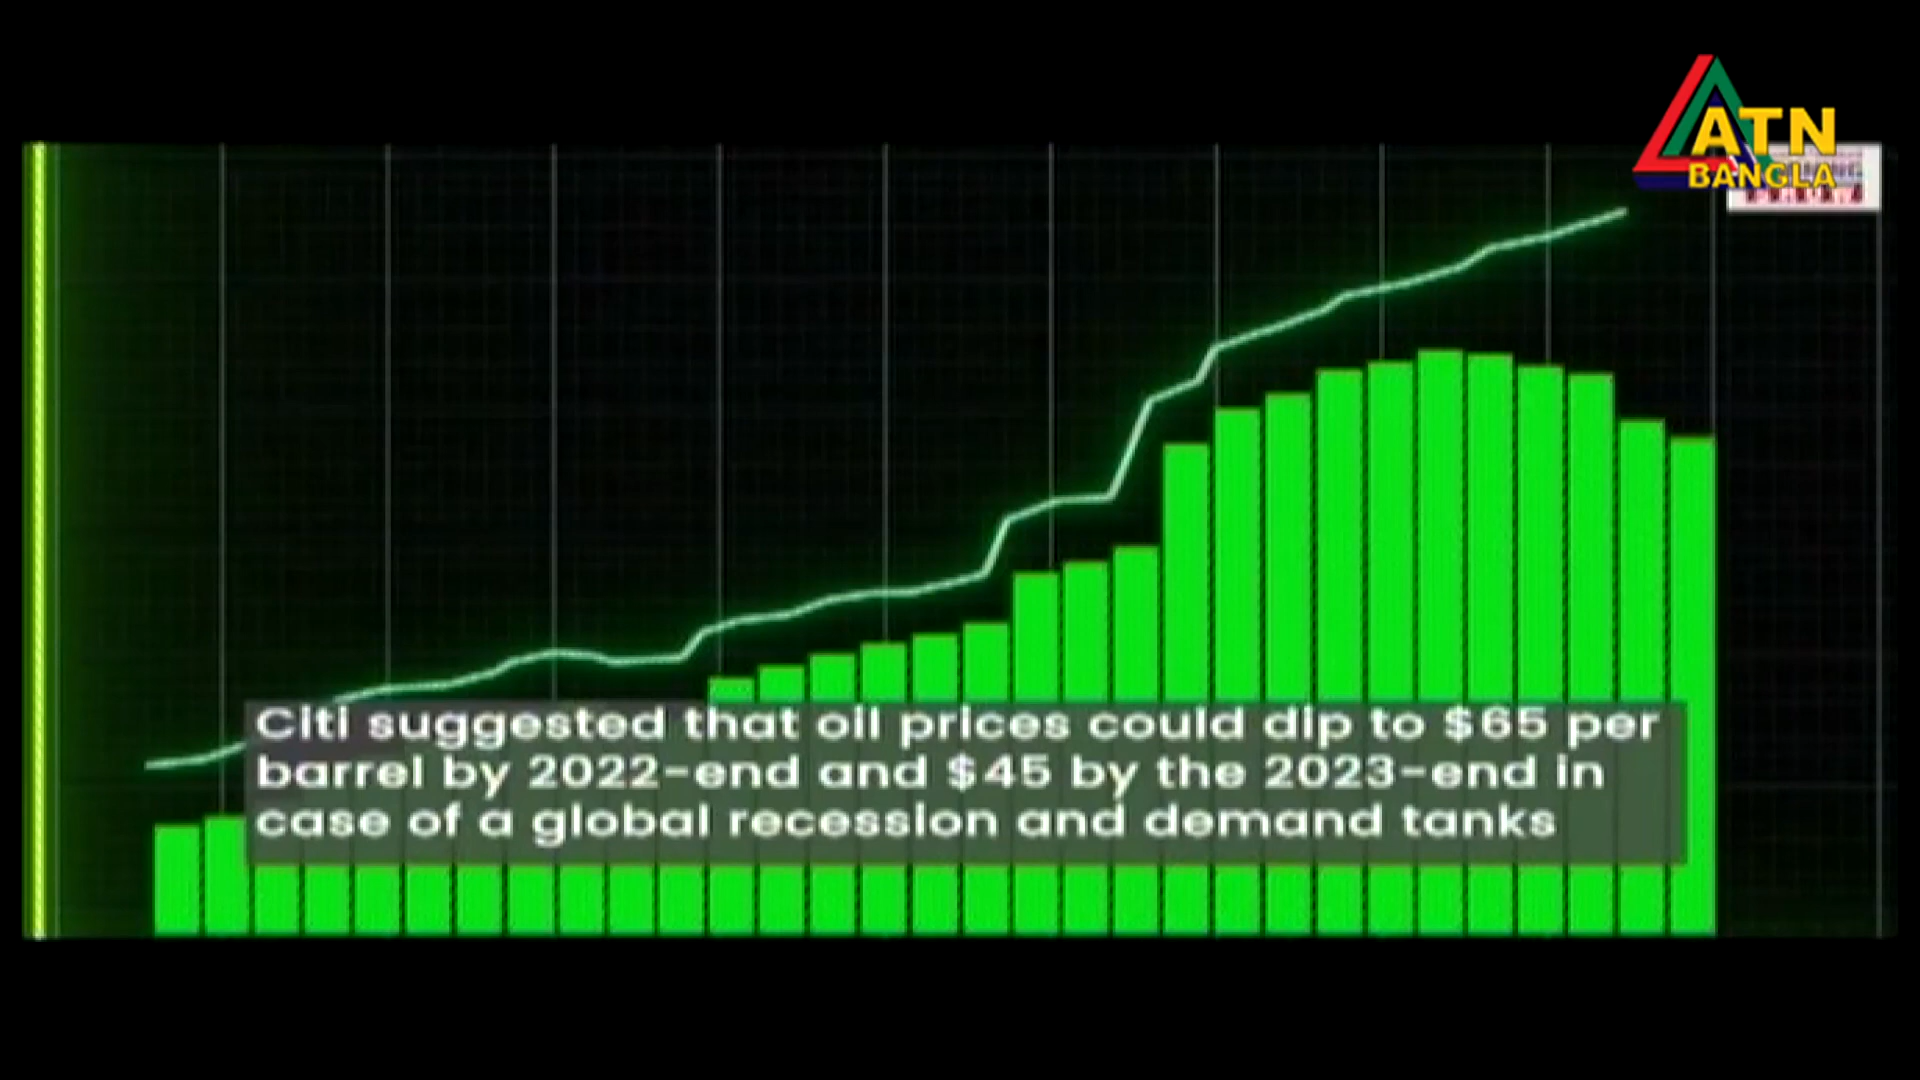 ATN
BANGLA
Citi suggested that oil prices could dip to $65 per
barrel by 2022-end and $45 by the 2023-end in
case of a global recession and demand tanks